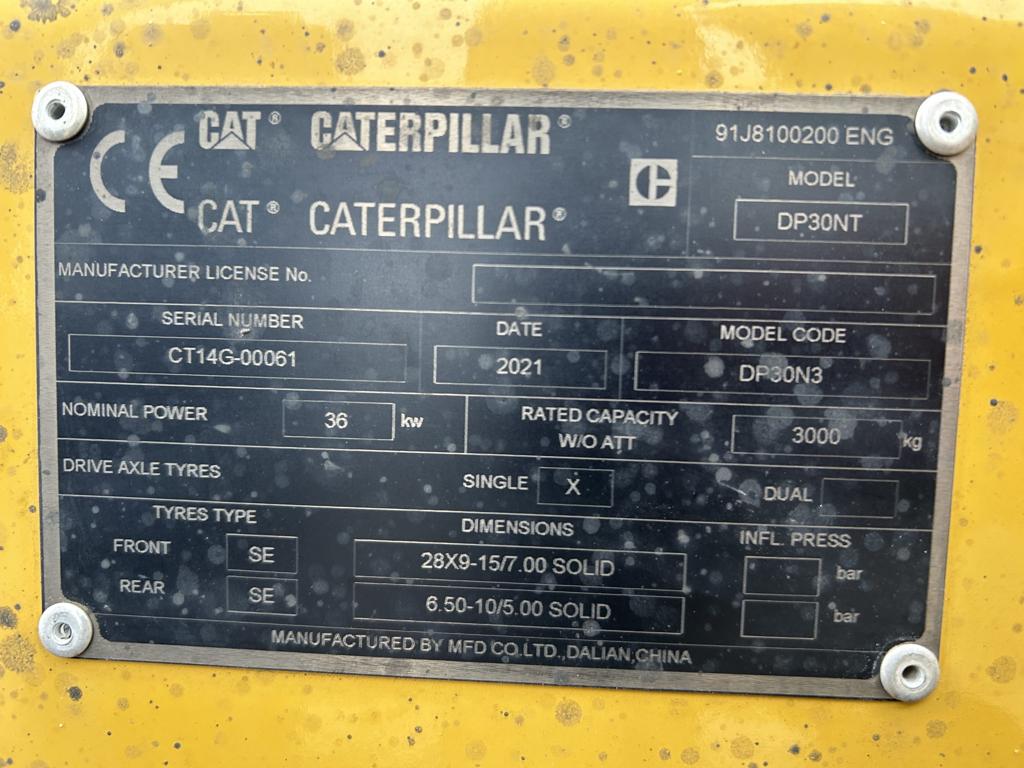 CAT® CATERPILLAR®
CE
CAT® CATERPILLAR®
91J8100200 ENG
MODEL
DP30NT
MANUFACTURER LICENSE No.
SERIAL NUMBER
CT14G-00061
DATE
2021
MODEL CODE
DP30N3
NOMINAL POWER 36 kw
RATED CAPACITY
W/O ATT
3000 kg
DRIVE AXLE TYRES SINGLE X DUAL
TYRES TYPE DIMENSIONS INFL. PRESS
FRONT SE 28X9-15/7.00 SOLID bar
REAR SE 6.50-10/5.00 SOLID bar
MANUFACTURED BY MFD CO.LTD.,DALIAN,CHINA